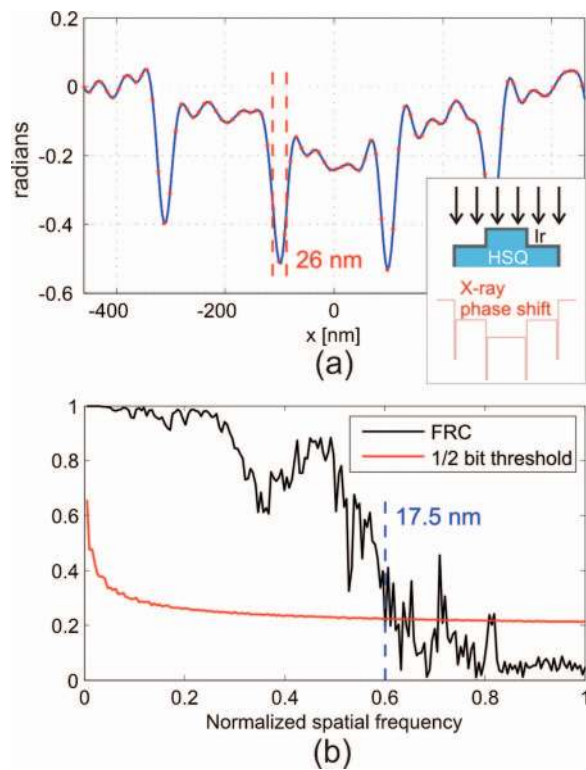 0.2
0
-0.2
-0.4
-0.6
radians
26 nm
-400
-200
0
x [nm]
(a)
Ir
HSQ
X-ray
phase shift
1
0.8
0.6
0.4
0.2
0
FRC
1/2 bit threshold
17.5 nm
0
0.2
0.4
0.6
0.8
1
Normalized spatial frequency
(b)